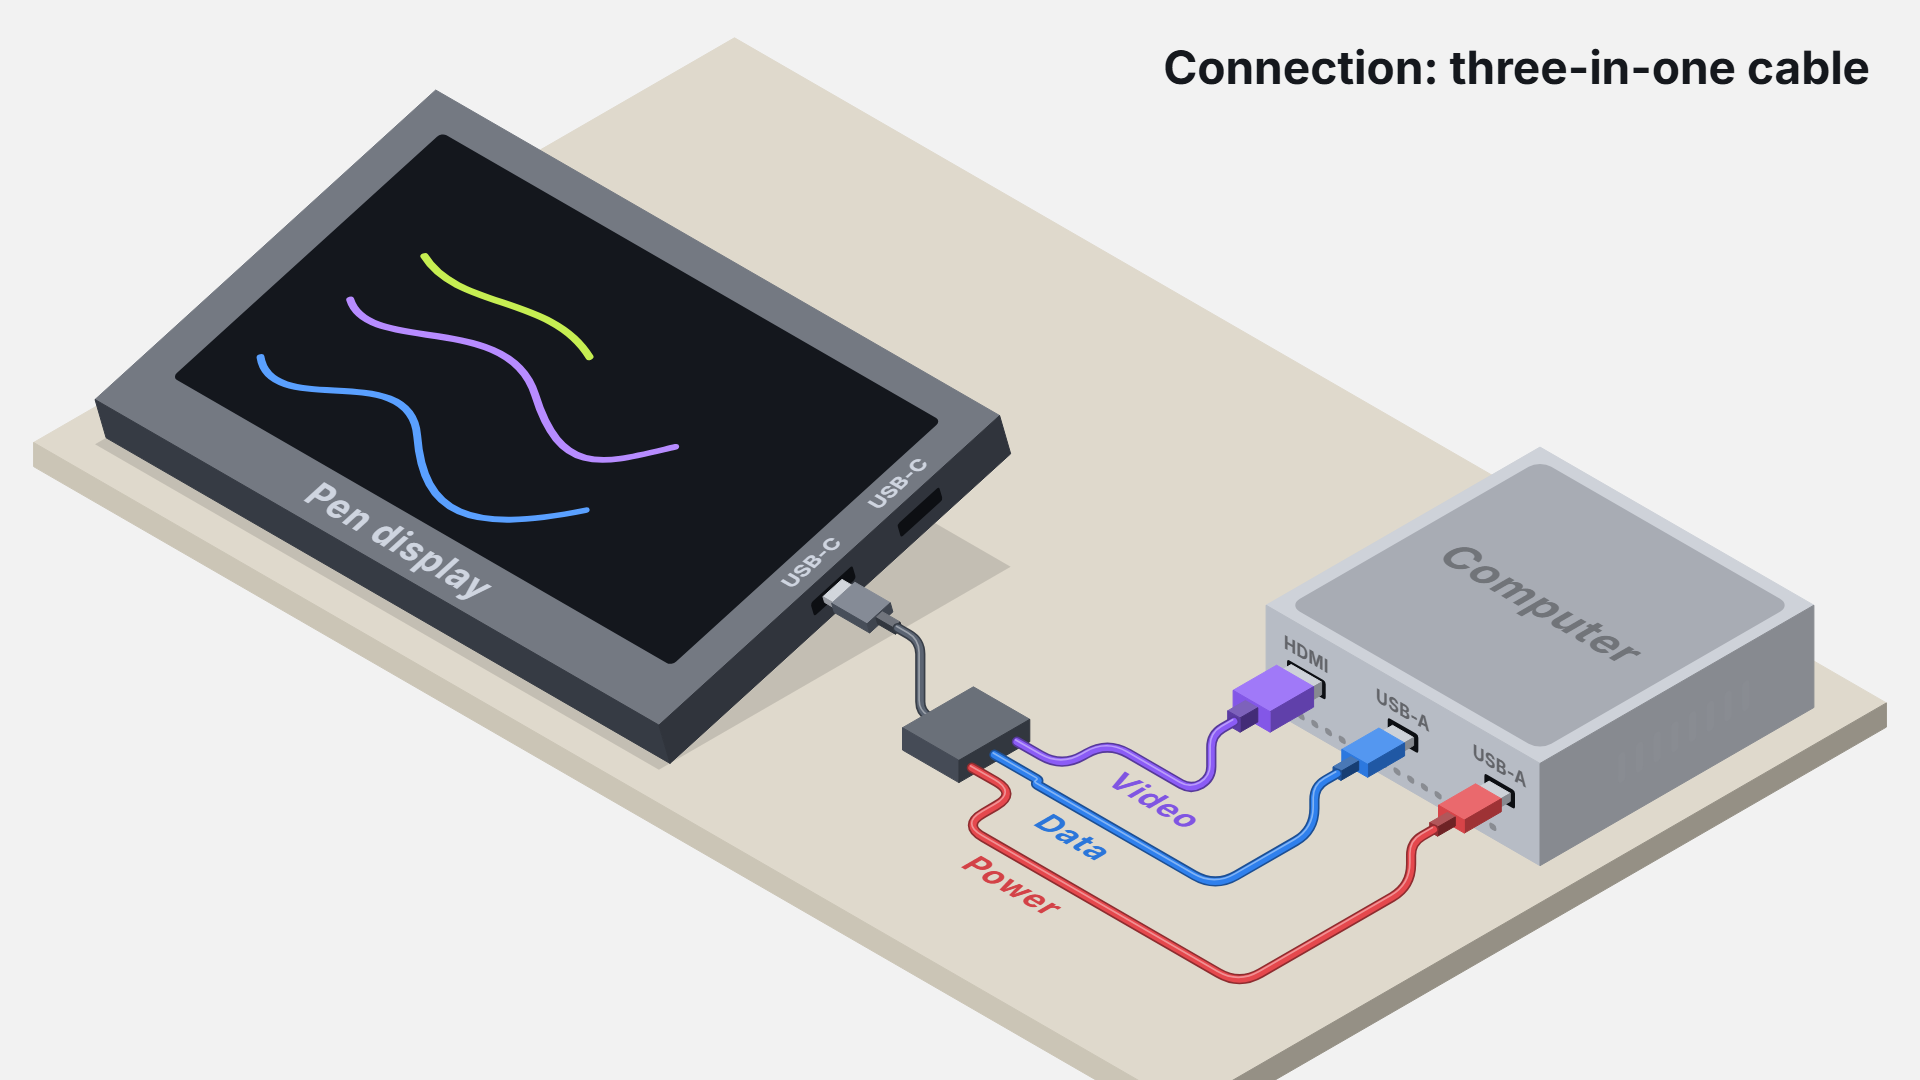 Connection: three-in-one cable
Pen display
USB-C
USB-C
Computer
HDMI
USB-A
USB-A
Video
Data
Power